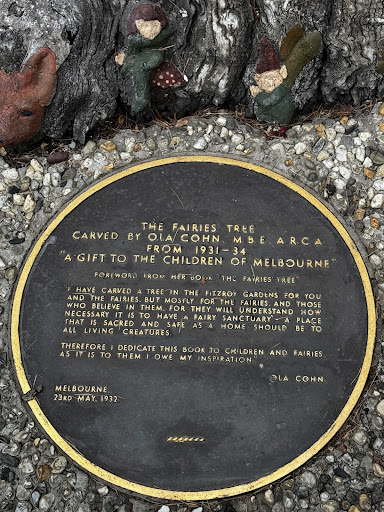 THE FAIRIES' TREE
CARVED BY OLA COHN M.B.E. A.R.C.A
FROM 1931-34
"A GIFT TO THE CHILDREN OF MELBOURNE"
FOREWORD FROM HER BOOK "THE FAIRIES TREE"
"I HAVE CARVED A TREE IN THE FITZROY GARDENS FOR YOU
AND THE FAIRIES, BUT MOSTLY FOR THE FAIRIES, AND THOSE
WHO BELIEVE IN THEM, FOR THEY WILL UNDERSTAND HOW
NECESSARY IT IS TO HAVE A FAIRY SANCTUARY - A PLACE
THAT IS SACRED AND SAFE AS A HOME SHOULD BE TO
ALL LIVING CREATURES.
THEREFORE I DEDICATE THIS BOOK TO CHILDREN AND FAIRIES
AS IT IS TO THEM I OWE MY INSPIRATION."
OLA COHN.
MELBOURNE
23RD MAY, 1932.